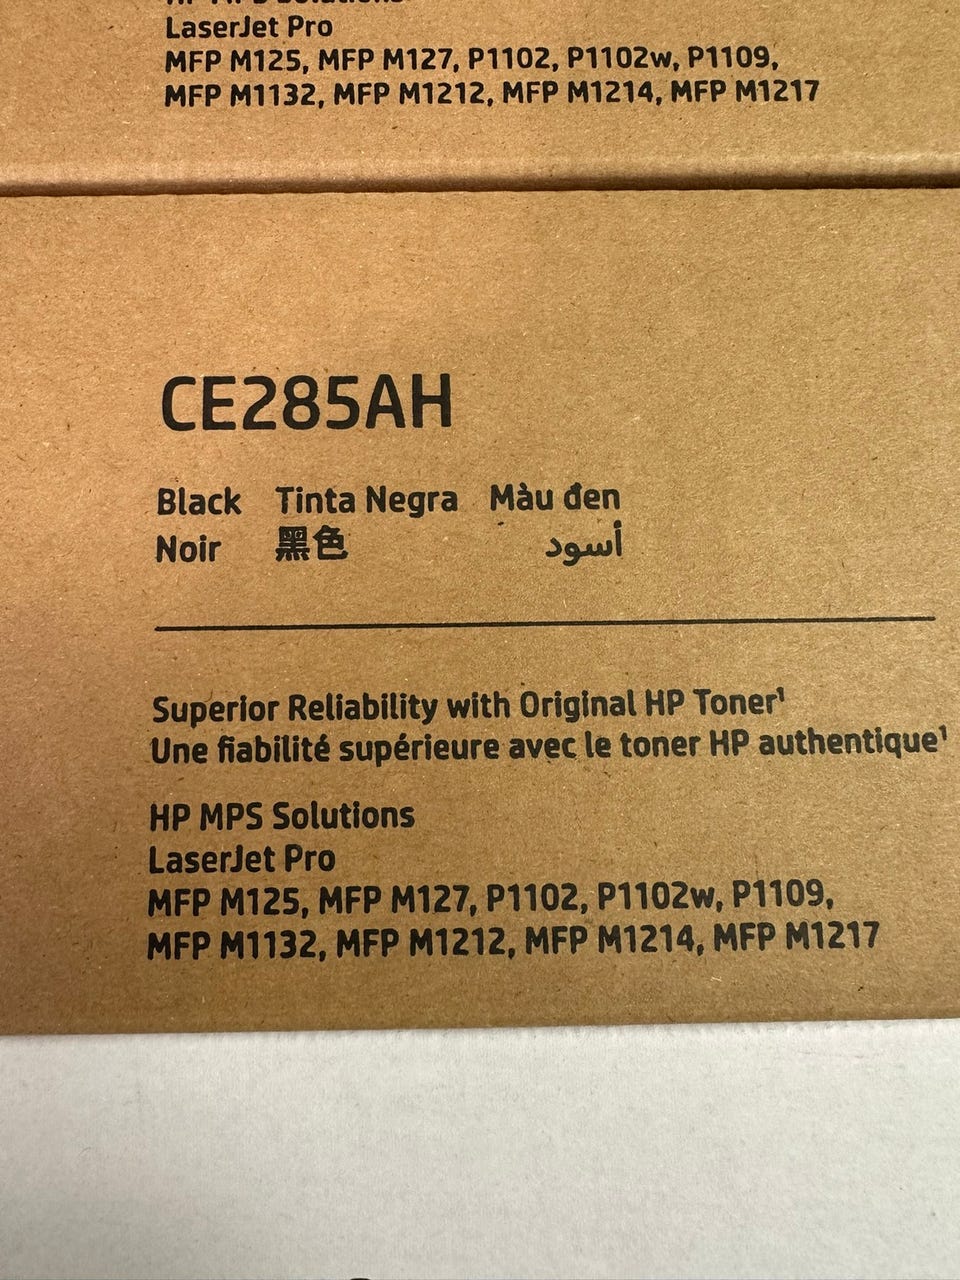 LaserJet Pro
MFP M125, MFP M127, P1102, P1102w, P1109,
MFP M1132, MFP M1212, MFP M1214, MFP M1217
CE285AH
Black Tinta Negra Màu đen
Noir 黑色 أسود
Superior Reliability with Original HP Toner¹
Une fiabilité supérieure avec le toner HP authentique¹
HP MPS Solutions
LaserJet Pro
MFP M125, MFP M127, P1102, P1102w, P1109,
MFP M1132, MFP M1212, MFP M1214, MFP M1217